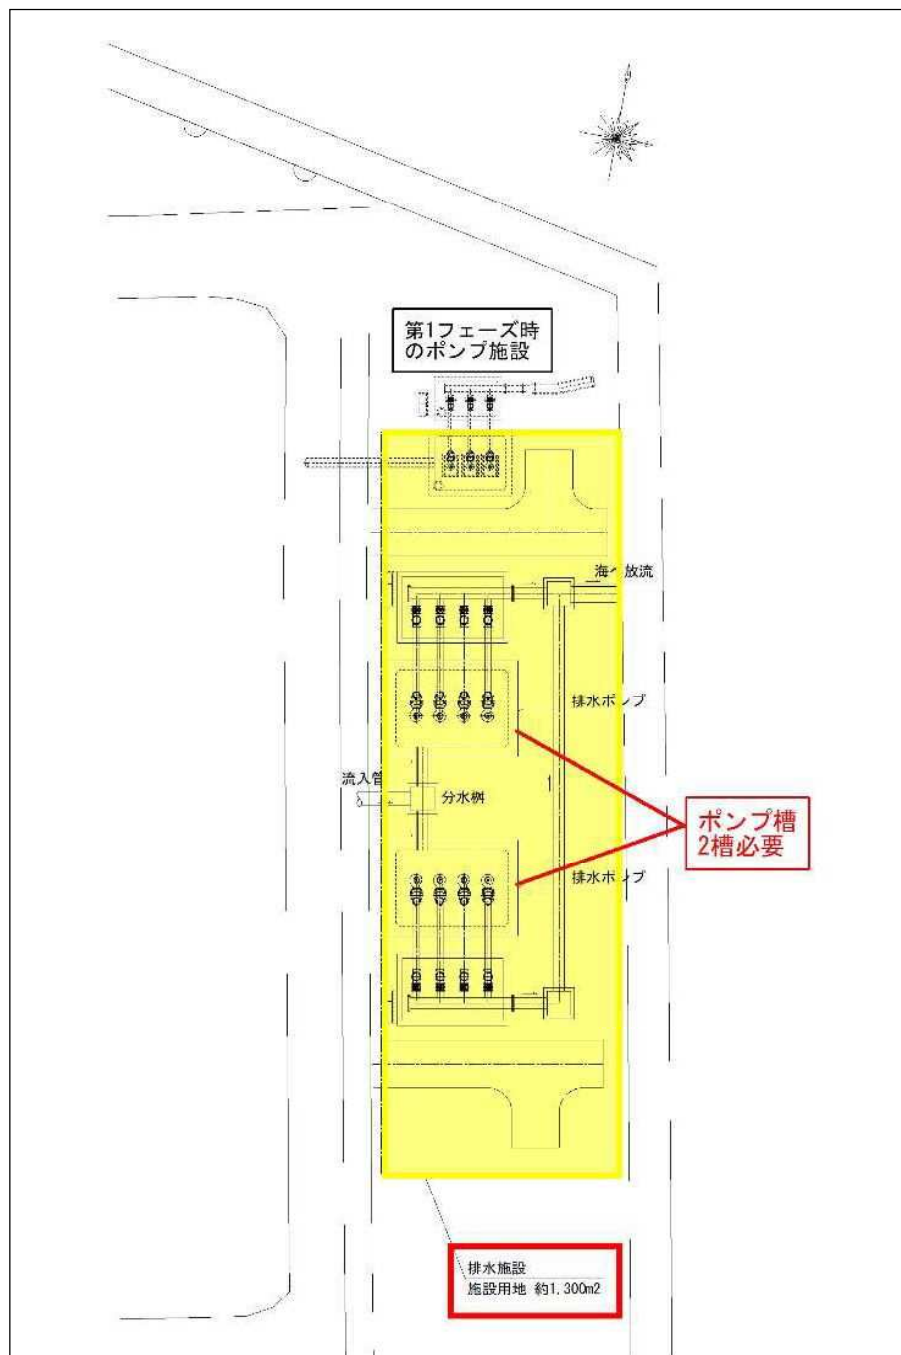 第1フェーズ時
のポンプ施設
海へ放流
排水ポンプ
流入管
分水桝
ポンプ槽
2槽必要
排水ポンプ
排水施設
施設用地 約1,300m2